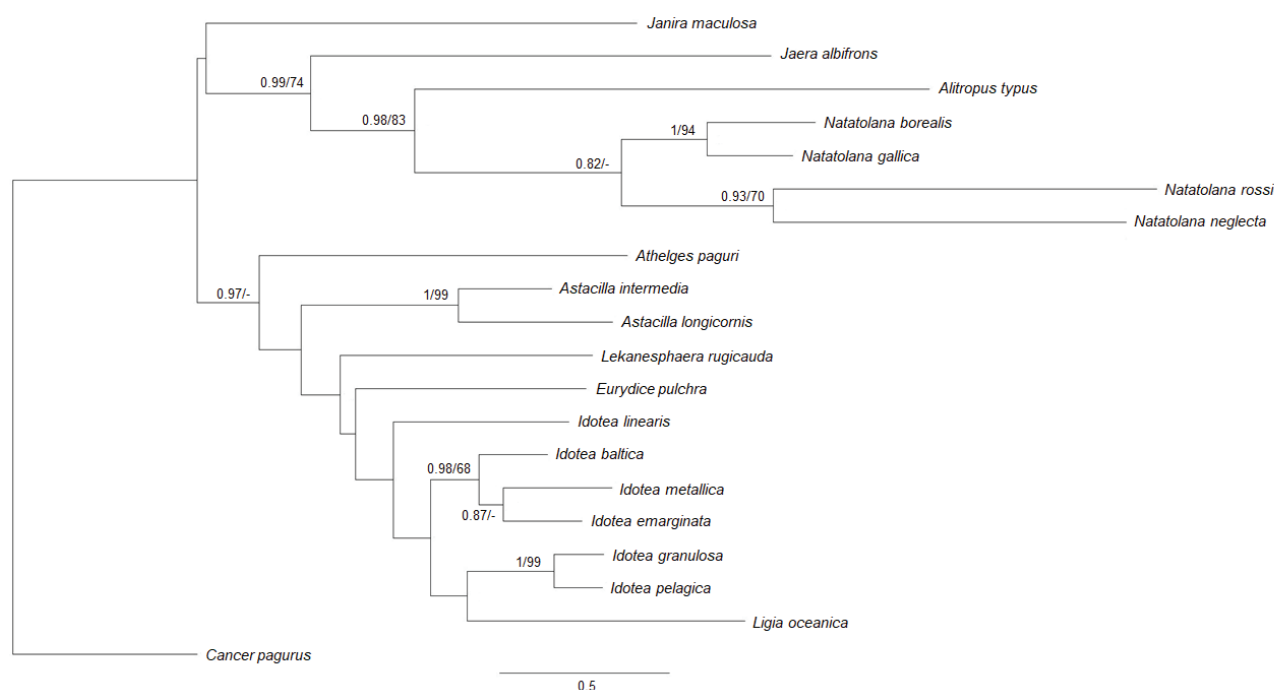 Janira maculosa
Jaera albifrons
0.99/74
Alitropus typus
0.98/83
Natatolana borealis
1/94
Natatolana gallica
0.82/-
Natatolana rossi
0.93/70
Natatolana neglecta
Athelges paguri
Astacilla intermedia
0.97/-
1/99
Astacilla longicornis
Lekanesphaera rugicauda
Eurydice pulchra
Idotea linearis
Idotea baltica
0.98/68
Idotea metallica
0.87/-
Idotea emarginata
Idotea granulosa
1/99
Idotea pelagica
Ligia oceanica
Cancer pagurus
0.5